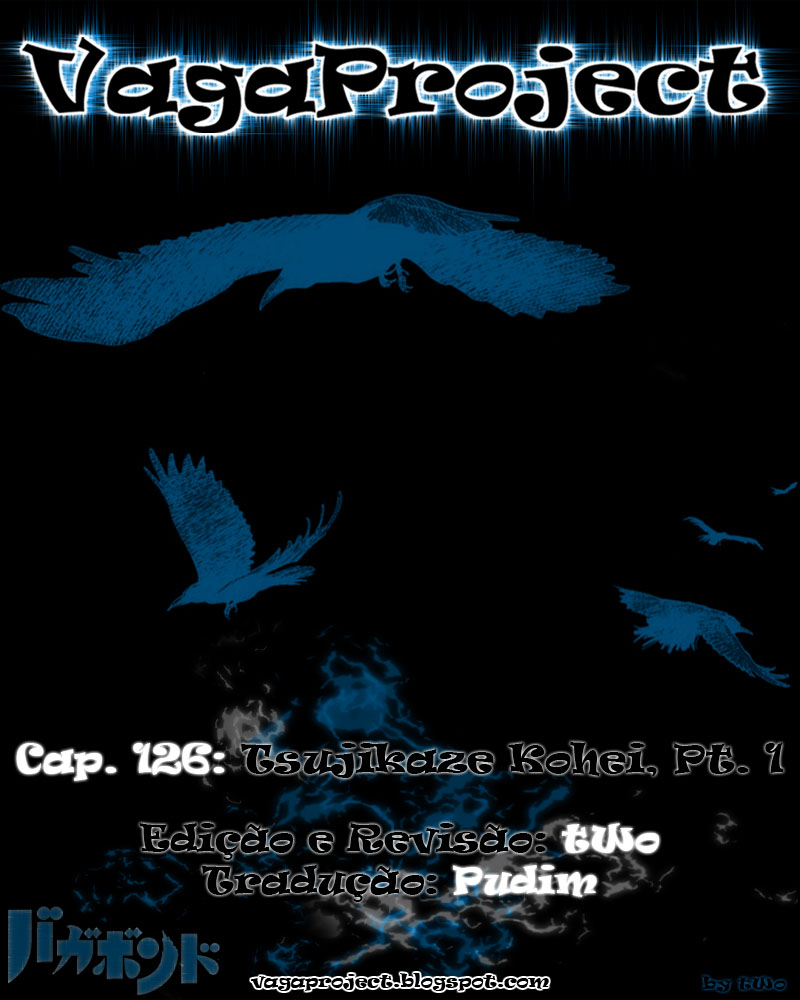 VagaProject
Cap. 126: Tsujikaze Kohei, Pt. 1
Edição e Revisão: tWo
Tradução: Pudim
バガボンド
vagaproject.blogspot.com
by tWo